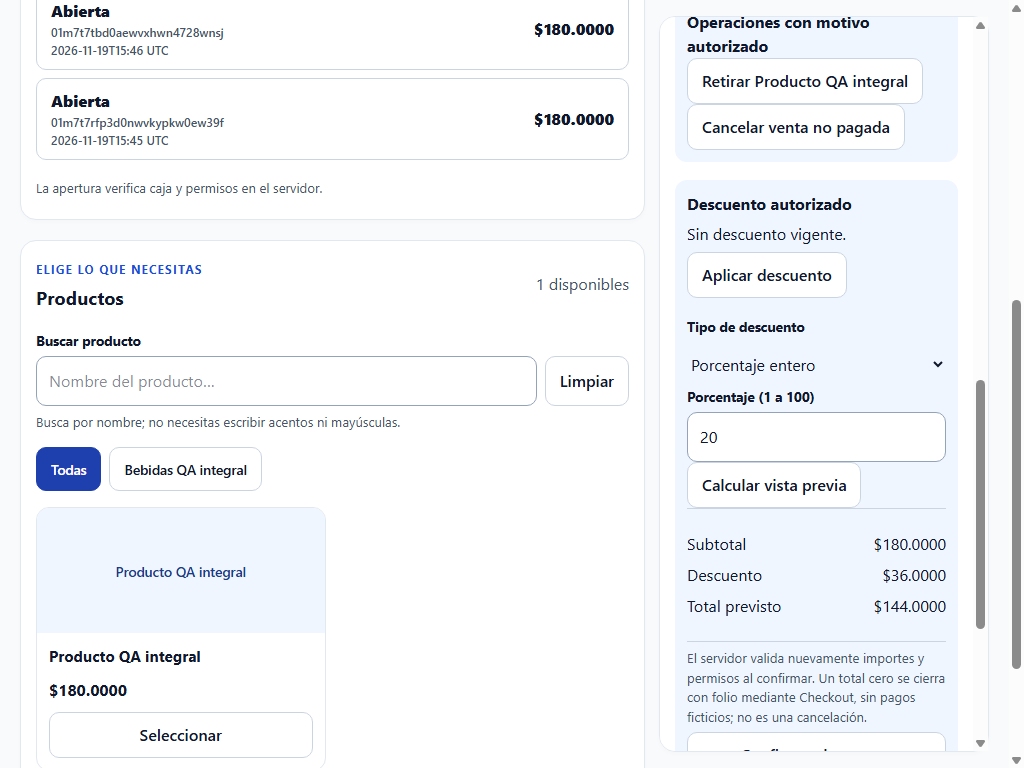 Abierta
01m7t7tbd0aewvxhwn4728wnsj
2026-11-19T15:46 UTC
$180.0000
Abierta
01m7t7rfp3d0nwvkypkw0ew39f
2026-11-19T15:45 UTC
$180.0000
La apertura verifica caja y permisos en el servidor.
ELIGE LO QUE NECESITAS
Productos
1 disponibles
Buscar producto
Nombre del producto...
Limpiar
Busca por nombre; no necesitas escribir acentos ni mayúsculas.
Todas
Bebidas QA integral
Producto QA integral
Producto QA integral
$180.0000
Seleccionar
Operaciones con motivo
autorizado
Retirar Producto QA integral
Cancelar venta no pagada
Descuento autorizado
Sin descuento vigente.
Aplicar descuento
Tipo de descuento
Porcentaje entero
Porcentaje (1 a 100)
20
Calcular vista previa
Subtotal $180.0000
Descuento $36.0000
Total previsto $144.0000
El servidor valida nuevamente importes y
permisos al confirmar. Un total cero se cierra
con folio mediante Checkout, sin pagos
ficticios; no es una cancelación.